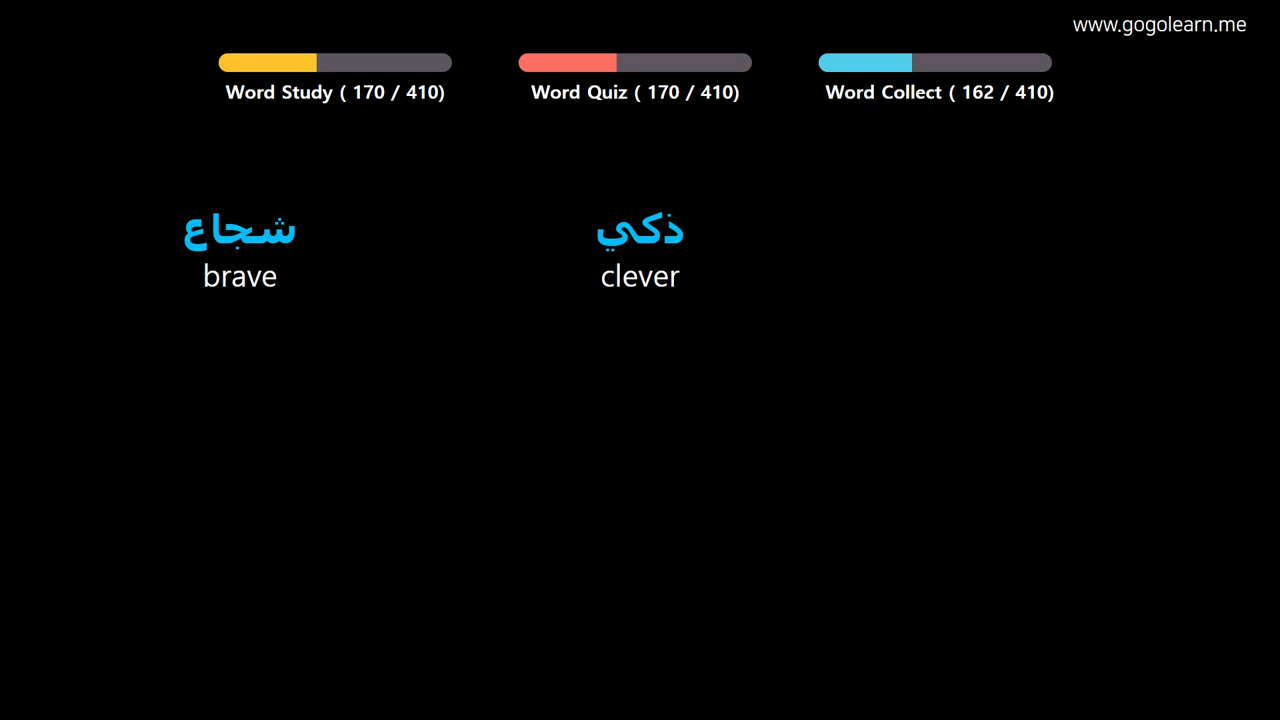 www.gogolearn.me
Word Study ( 170 / 410)
Word Quiz ( 170 / 410)
Word Collect ( 162 / 410)
شجاع
brave
ذكي
clever